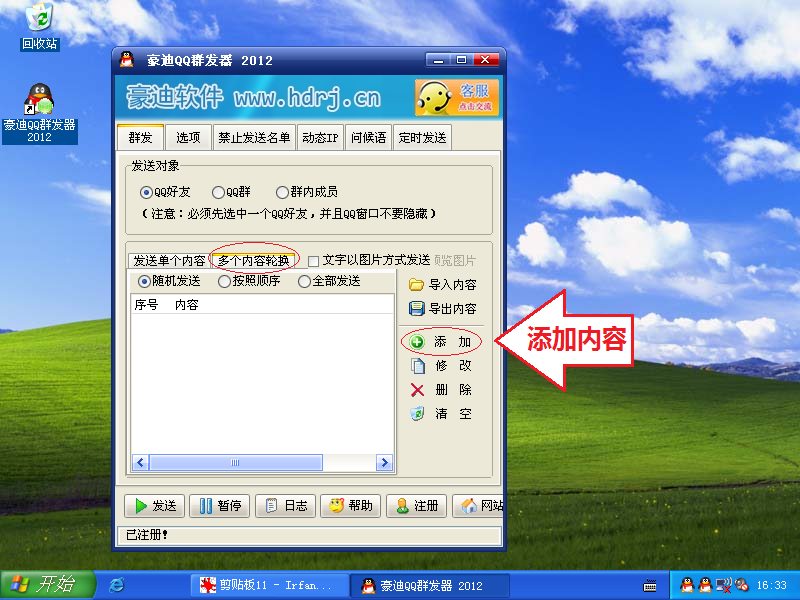 回收站
豪迪QQ群发器
2012
豪迪QQ群发器 2012
豪迪软件 www.hdrj.cn
客服
点击交流
群发 选项 禁止发送名单 动态IP 问候语 定时发送
发送对象
QQ好友 QQ群 群内成员
(注意：必须先选中一个QQ好友，并且QQ窗口不要隐藏)
发送单个内容 多个内容轮换 文字以图片方式发送 预览图片
随机发送 按照顺序 全部发送
导入内容
序号 内容
导出内容
添 加
添加内容
修 改
删 除
清 空
发送 暂停 日志 帮助 注册 网站
已注册!
开始 剪贴板11 - Irfan... 豪迪QQ群发器 2012 16:33